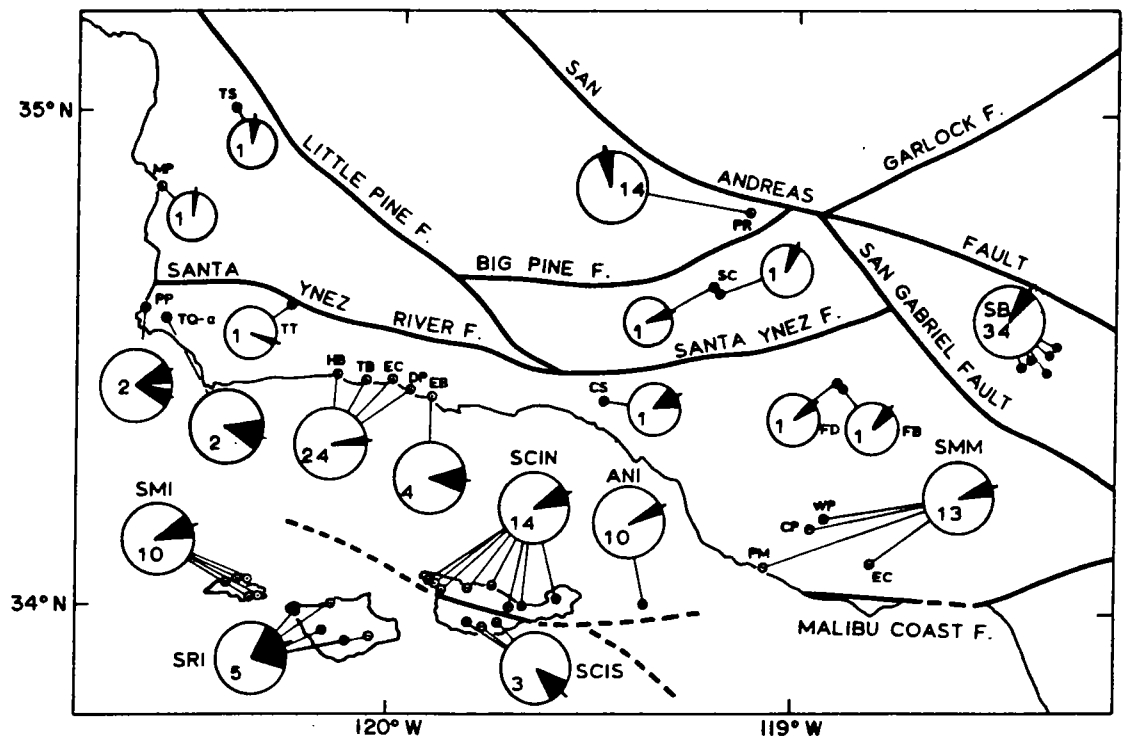 35° N
34° N
120° W
119° W
SAN
ANDREAS
FAULT
GARLOCK F.
LITTLE PINE F.
BIG PINE F.
SAN GABRIEL FAULT
SANTA
YNEZ
RIVER F.
SANTA YNEZ F.
MALIBU COAST F.
TS
1
MP
1
14
PR
SC
1
1
SB
34
PP
TQ-a
1
TT
2
2
HB
TB
EC
DP
EB
24
4
CS
1
1
FD
1
FB
SMI
10
SCIN
14
ANI
10
SMM
13
WP
CP
PM
EC
SRI
5
3
SCIS